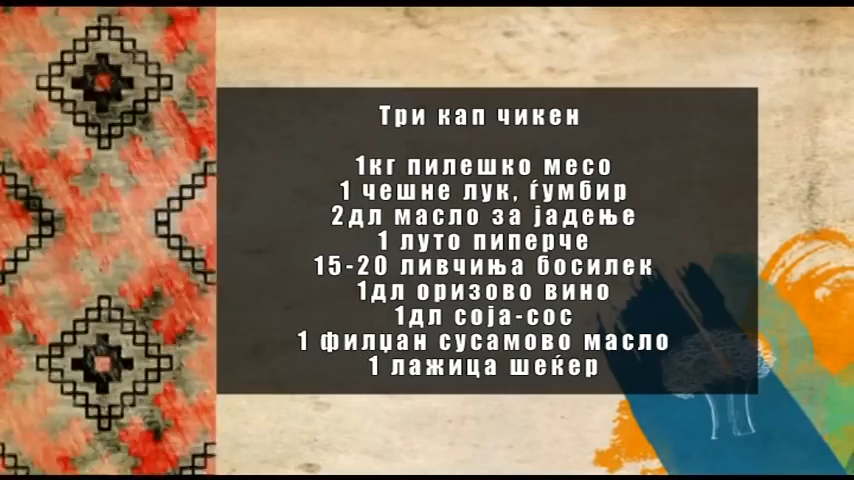 Три кап чикен
1кг пилешко месо
1 чешне лук, ѓумбир
2дл масло за јадење
1 луто пиперче
15-20 ливчиња босилек
1дл оризово вино
1дл соја-сос
1 филџан сусамово масло
1 лажица шеќер